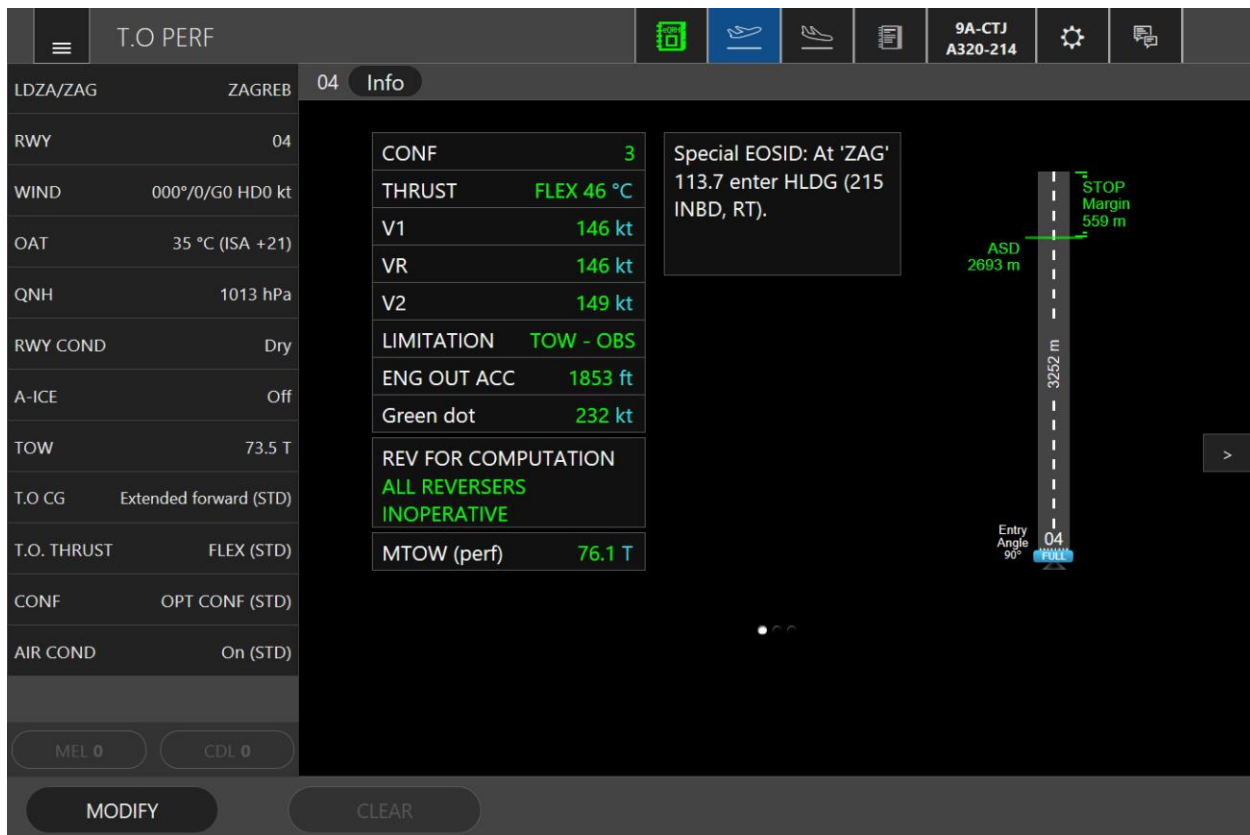 T.O PERF
eQRH
9A-CTJ
A320-214
LDZA/ZAG ZAGREB
04 Info
RWY 04
WIND 000°/0/G0 HD0 kt
OAT 35 °C (ISA +21)
QNH 1013 hPa
RWY COND Dry
A-ICE Off
TOW 73.5 T
T.O CG Extended forward (STD)
T.O. THRUST FLEX (STD)
CONF OPT CONF (STD)
AIR COND On (STD)
MEL 0 CDL 0
MODIFY CLEAR
CONF 3
THRUST FLEX 46 °C
V1 146 kt
VR 146 kt
V2 149 kt
LIMITATION TOW - OBS
ENG OUT ACC 1853 ft
Green dot 232 kt
REV FOR COMPUTATION
ALL REVERSERS
INOPERATIVE
MTOW (perf) 76.1 T
Special EOSID: At 'ZAG'
113.7 enter HLDG (215
INBD, RT).
STOP
Margin
559 m
ASD
2693 m
3252 m
Entry
Angle
90°
04
FULL
>